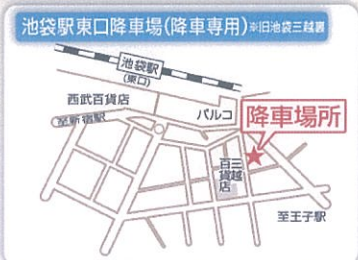 池袋駅東口降車場(降車専用)※旧池袋三越裏
池袋駅
(東口)
西武百貨店
パルコ
至新宿駅
降車場所
三越
百貨店
至王子駅